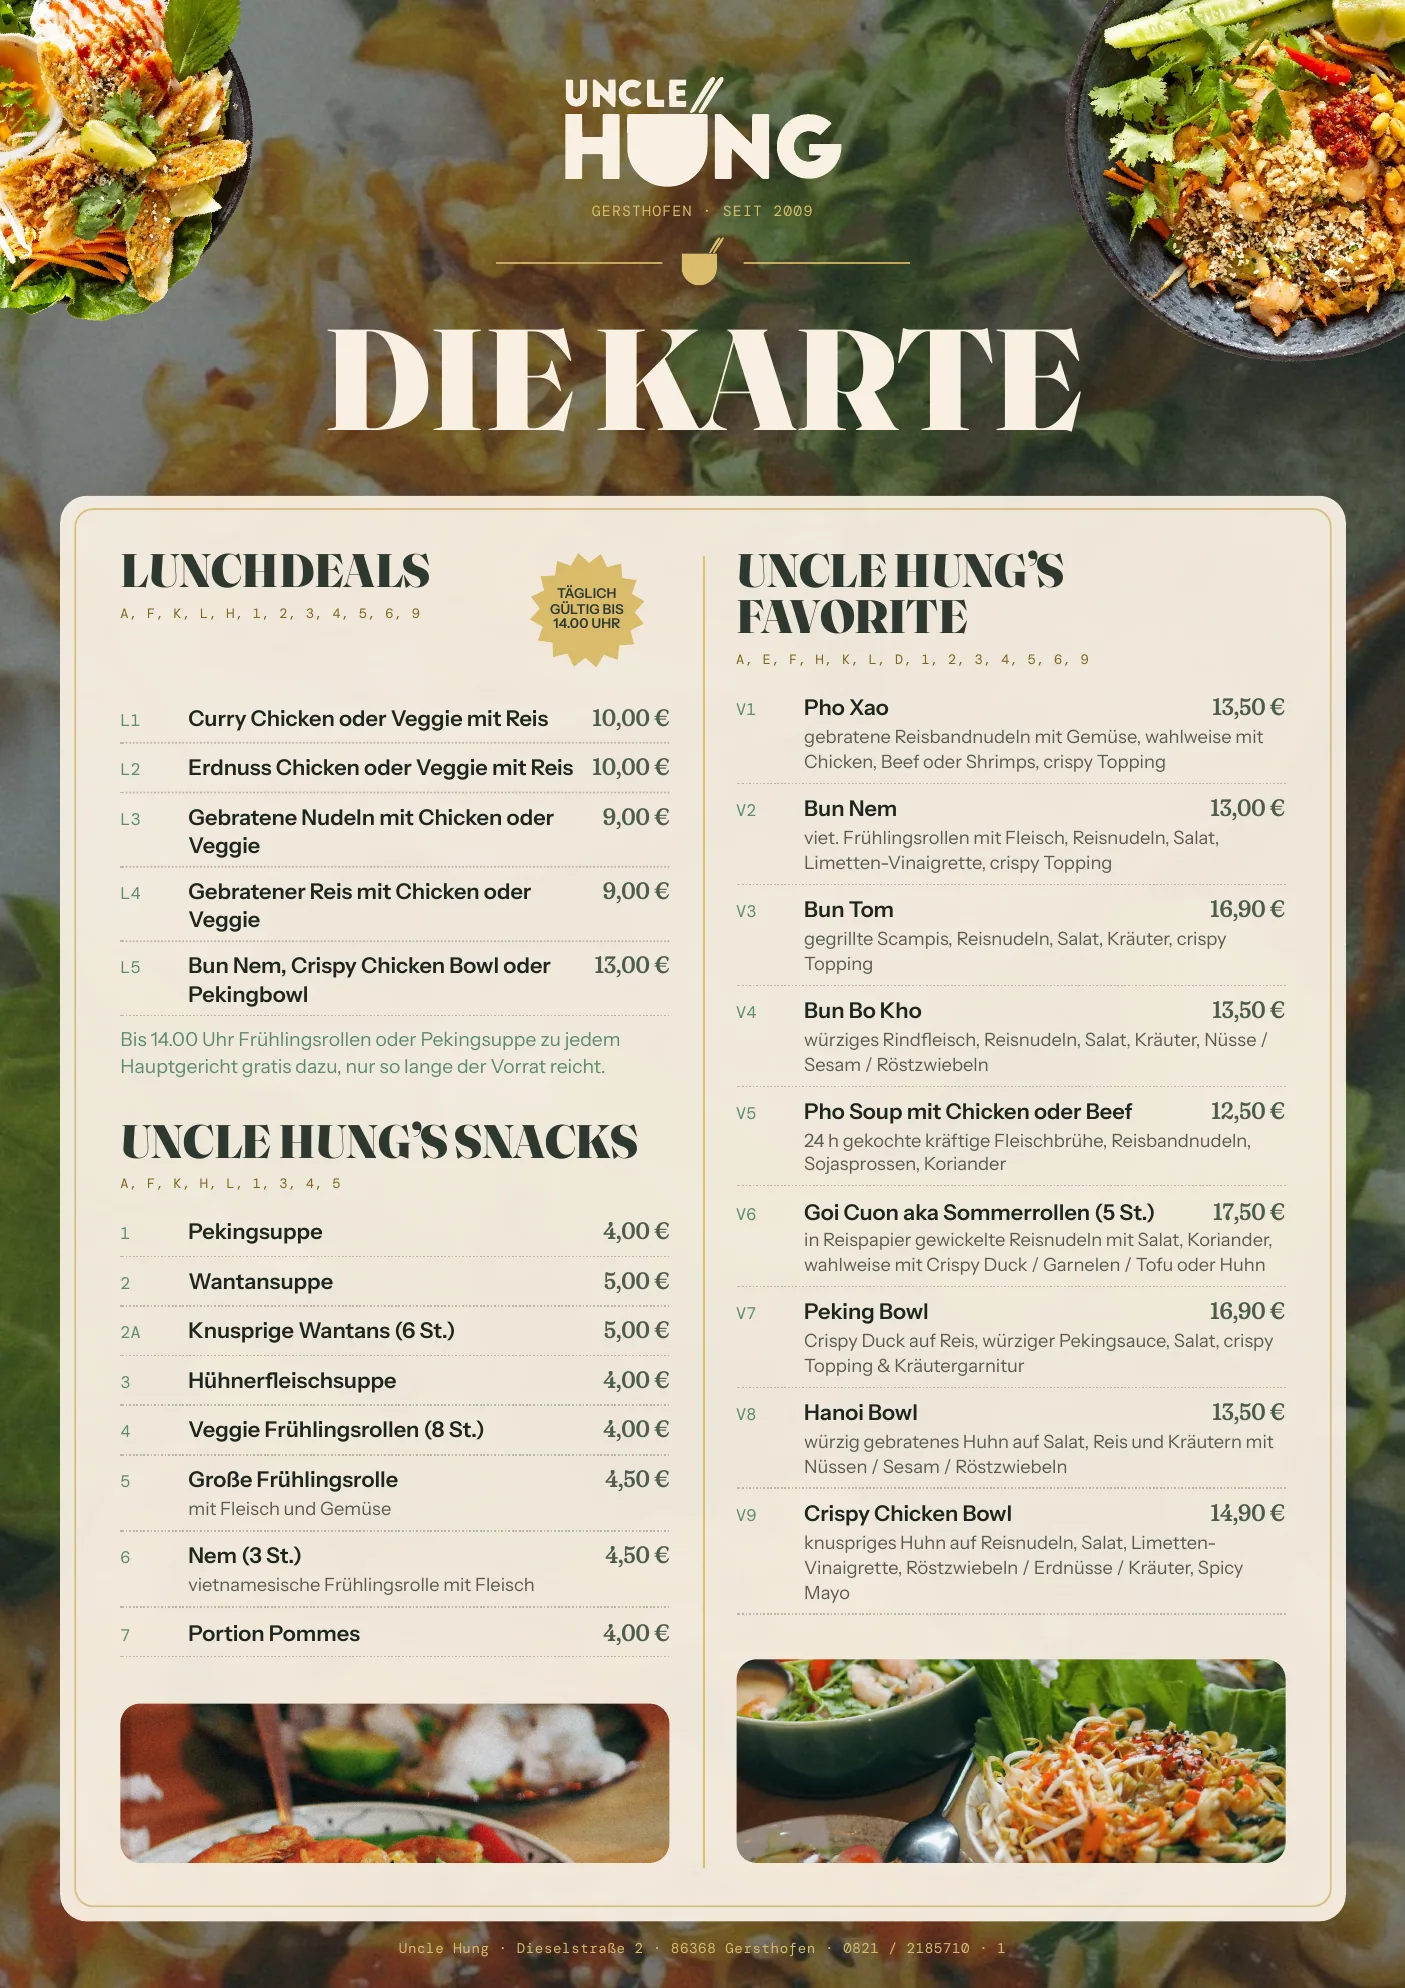 UNCLE
HUNG
GERSTHOFEN · SEIT 2009
DIE KARTE
LUNCHDEALS
A, F, K, L, H, 1, 2, 3, 4, 5, 6, 9
TÄGLICH
GÜLTIG BIS
14.00 UHR
L1 Curry Chicken oder Veggie mit Reis 10,00 €
L2 Erdnuss Chicken oder Veggie mit Reis 10,00 €
L3 Gebratene Nudeln mit Chicken oder 9,00 €
Veggie
L4 Gebratener Reis mit Chicken oder 9,00 €
Veggie
L5 Bun Nem, Crispy Chicken Bowl oder 13,00 €
Pekingbowl
Bis 14.00 Uhr Frühlingsrollen oder Pekingsuppe zu jedem
Hauptgericht gratis dazu, nur so lange der Vorrat reicht.
UNCLE HUNG’S SNACKS
A, F, K, H, L, 1, 3, 4, 5
1 Pekingsuppe 4,00 €
2 Wantansuppe 5,00 €
2A Knusprige Wantans (6 St.) 5,00 €
3 Hühnerfleischsuppe 4,00 €
4 Veggie Frühlingsrollen (8 St.) 4,00 €
5 Große Frühlingsrolle 4,50 €
mit Fleisch und Gemüse
6 Nem (3 St.) 4,50 €
vietnamesische Frühlingsrolle mit Fleisch
7 Portion Pommes 4,00 €
UNCLE HUNG’S
FAVORITE
A, E, F, H, K, L, D, 1, 2, 3, 4, 5, 6, 9
V1 Pho Xao 13,50 €
gebratene Reisbandnudeln mit Gemüse, wahlweise mit
Chicken, Beef oder Shrimps, crispy Topping
V2 Bun Nem 13,00 €
viet. Frühlingsrollen mit Fleisch, Reisnudeln, Salat,
Limetten-Vinaigrette, crispy Topping
V3 Bun Tom 16,90 €
gegrillte Scampis, Reisnudeln, Salat, Kräuter, crispy
Topping
V4 Bun Bo Kho 13,50 €
würziges Rindfleisch, Reisnudeln, Salat, Kräuter, Nüsse /
Sesam / Röstzwiebeln
V5 Pho Soup mit Chicken oder Beef 12,50 €
24 h gekochte kräftige Fleischbrühe, Reisbandnudeln,
Sojasprossen, Koriander
V6 Goi Cuon aka Sommerrollen (5 St.) 17,50 €
in Reispapier gewickelte Reisnudeln mit Salat, Koriander,
wahlweise mit Crispy Duck / Garnelen / Tofu oder Huhn
V7 Peking Bowl 16,90 €
Crispy Duck auf Reis, würziger Pekingsauce, Salat, crispy
Topping & Kräutergarnitur
V8 Hanoi Bowl 13,50 €
würzig gebratenes Huhn auf Salat, Reis und Kräutern mit
Nüssen / Sesam / Röstzwiebeln
V9 Crispy Chicken Bowl 14,90 €
knuspriges Huhn auf Reisnudeln, Salat, Limetten-
Vinaigrette, Röstzwiebeln / Erdnüsse / Kräuter, Spicy
Mayo
Uncle Hung · Dieselstraße 2 · 86368 Gersthofen · 0821 / 2185710 · 1